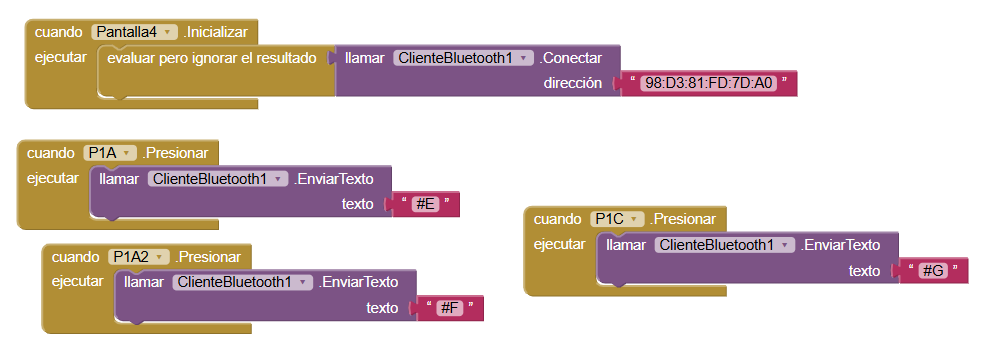 cuando Pantalla4 .Inicializar
ejecutar evaluar pero ignorar el resultado llamar ClienteBluetooth1 .Conectar
dirección “ 98:D3:81:FD:7D:A0 ”
cuando P1A .Presionar
ejecutar llamar ClienteBluetooth1 .EnviarTexto
texto “ #E ”
cuando P1A2 .Presionar
ejecutar llamar ClienteBluetooth1 .EnviarTexto
texto “ #F ”
cuando P1C .Presionar
ejecutar llamar ClienteBluetooth1 .EnviarTexto
texto “ #G ”